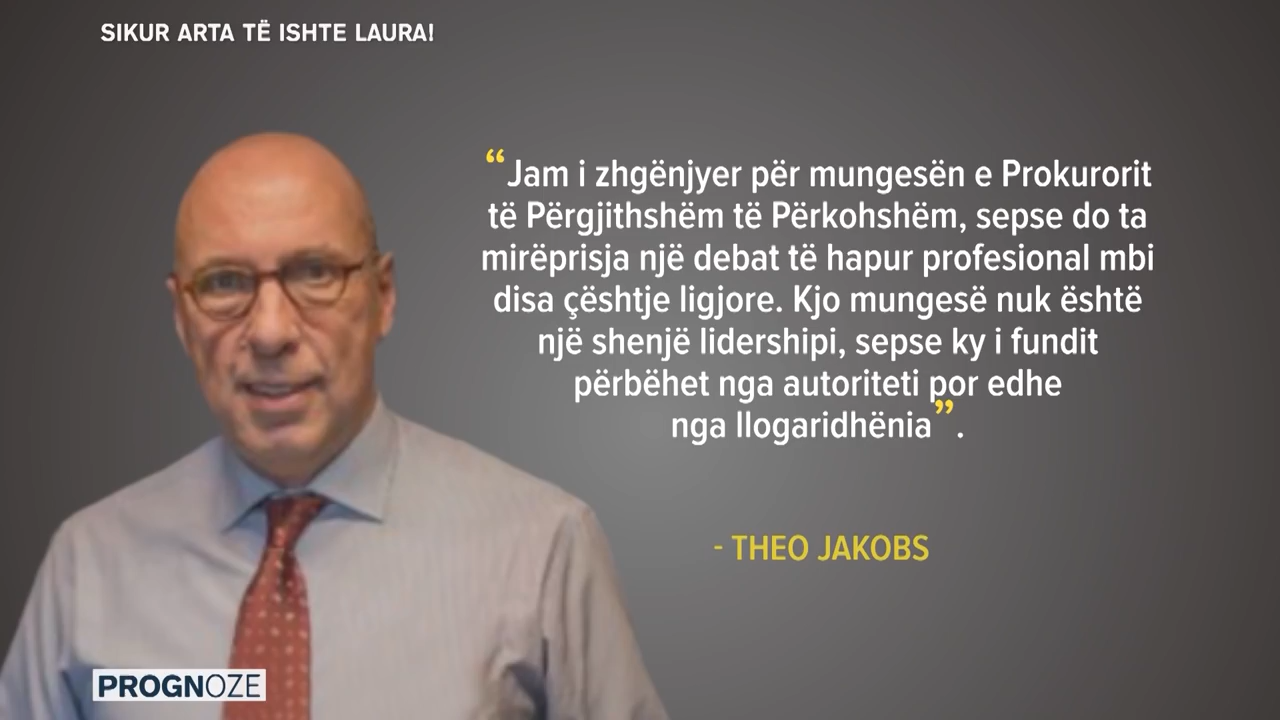 SIKUR ARTA TË ISHTE LAURA!
“Jam i zhgënjyer për mungesën e Prokurorit
të Përgjithshëm të Përkohshëm, sepse do ta
mirëprisja një debat të hapur profesional mbi
disa çështje ligjore. Kjo mungesë nuk është
një shenjë lidershipi, sepse ky i fundit
përbëhet nga autoriteti por edhe
nga llogaridhënia”.
- THEO JAKOBS
PROGNOZE